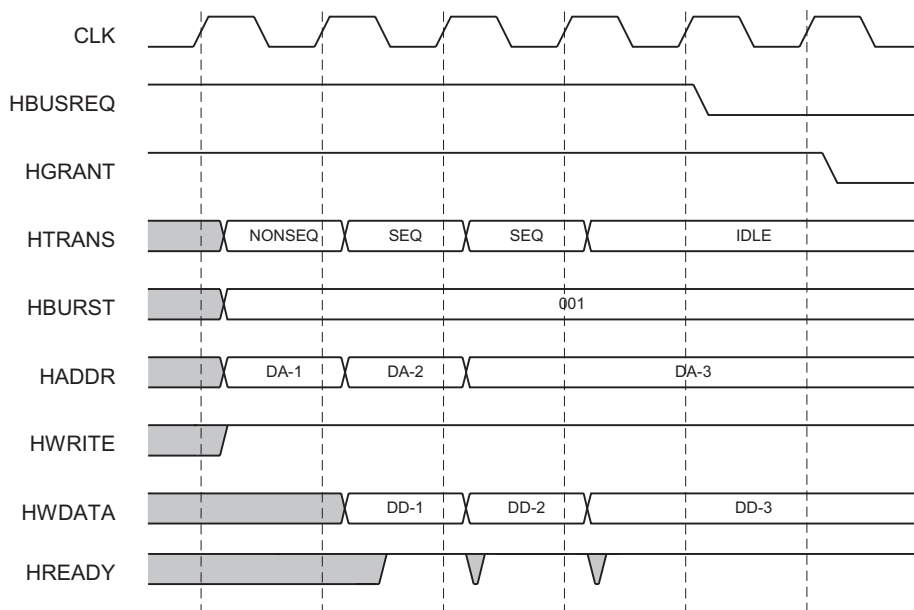 CLK
HBUSREQ
HGRANT
HTRANS NONSEQ SEQ SEQ IDLE
HBURST 001
HADDR DA-1 DA-2 DA-3
HWRITE
HWDATA DD-1 DD-2 DD-3
HREADY